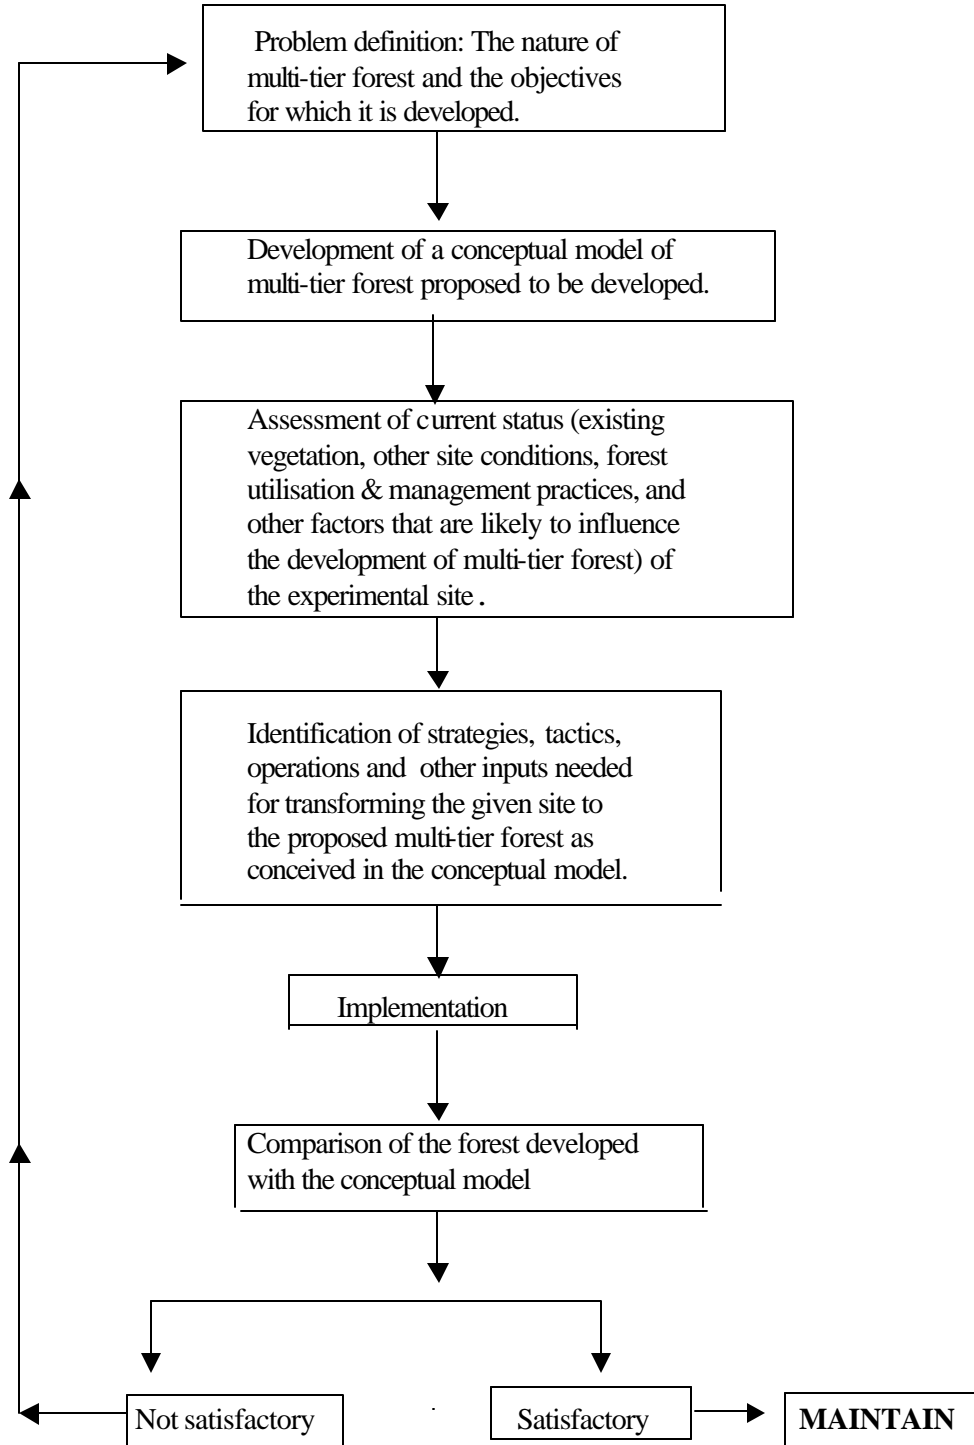 Problem definition: The nature of
multi-tier forest and the objectives
for which it is developed.
Development of a conceptual model of
multi-tier forest proposed to be developed.
Assessment of current status (existing
vegetation, other site conditions, forest
utilisation & management practices, and
other factors that are likely to influence
the development of multi-tier forest) of
the experimental site.
Identification of strategies, tactics,
operations and other inputs needed
for transforming the given site to
the proposed multi-tier forest as
conceived in the conceptual model.
Implementation
Comparison of the forest developed
with the conceptual model
Not satisfactory
Satisfactory
MAINTAIN